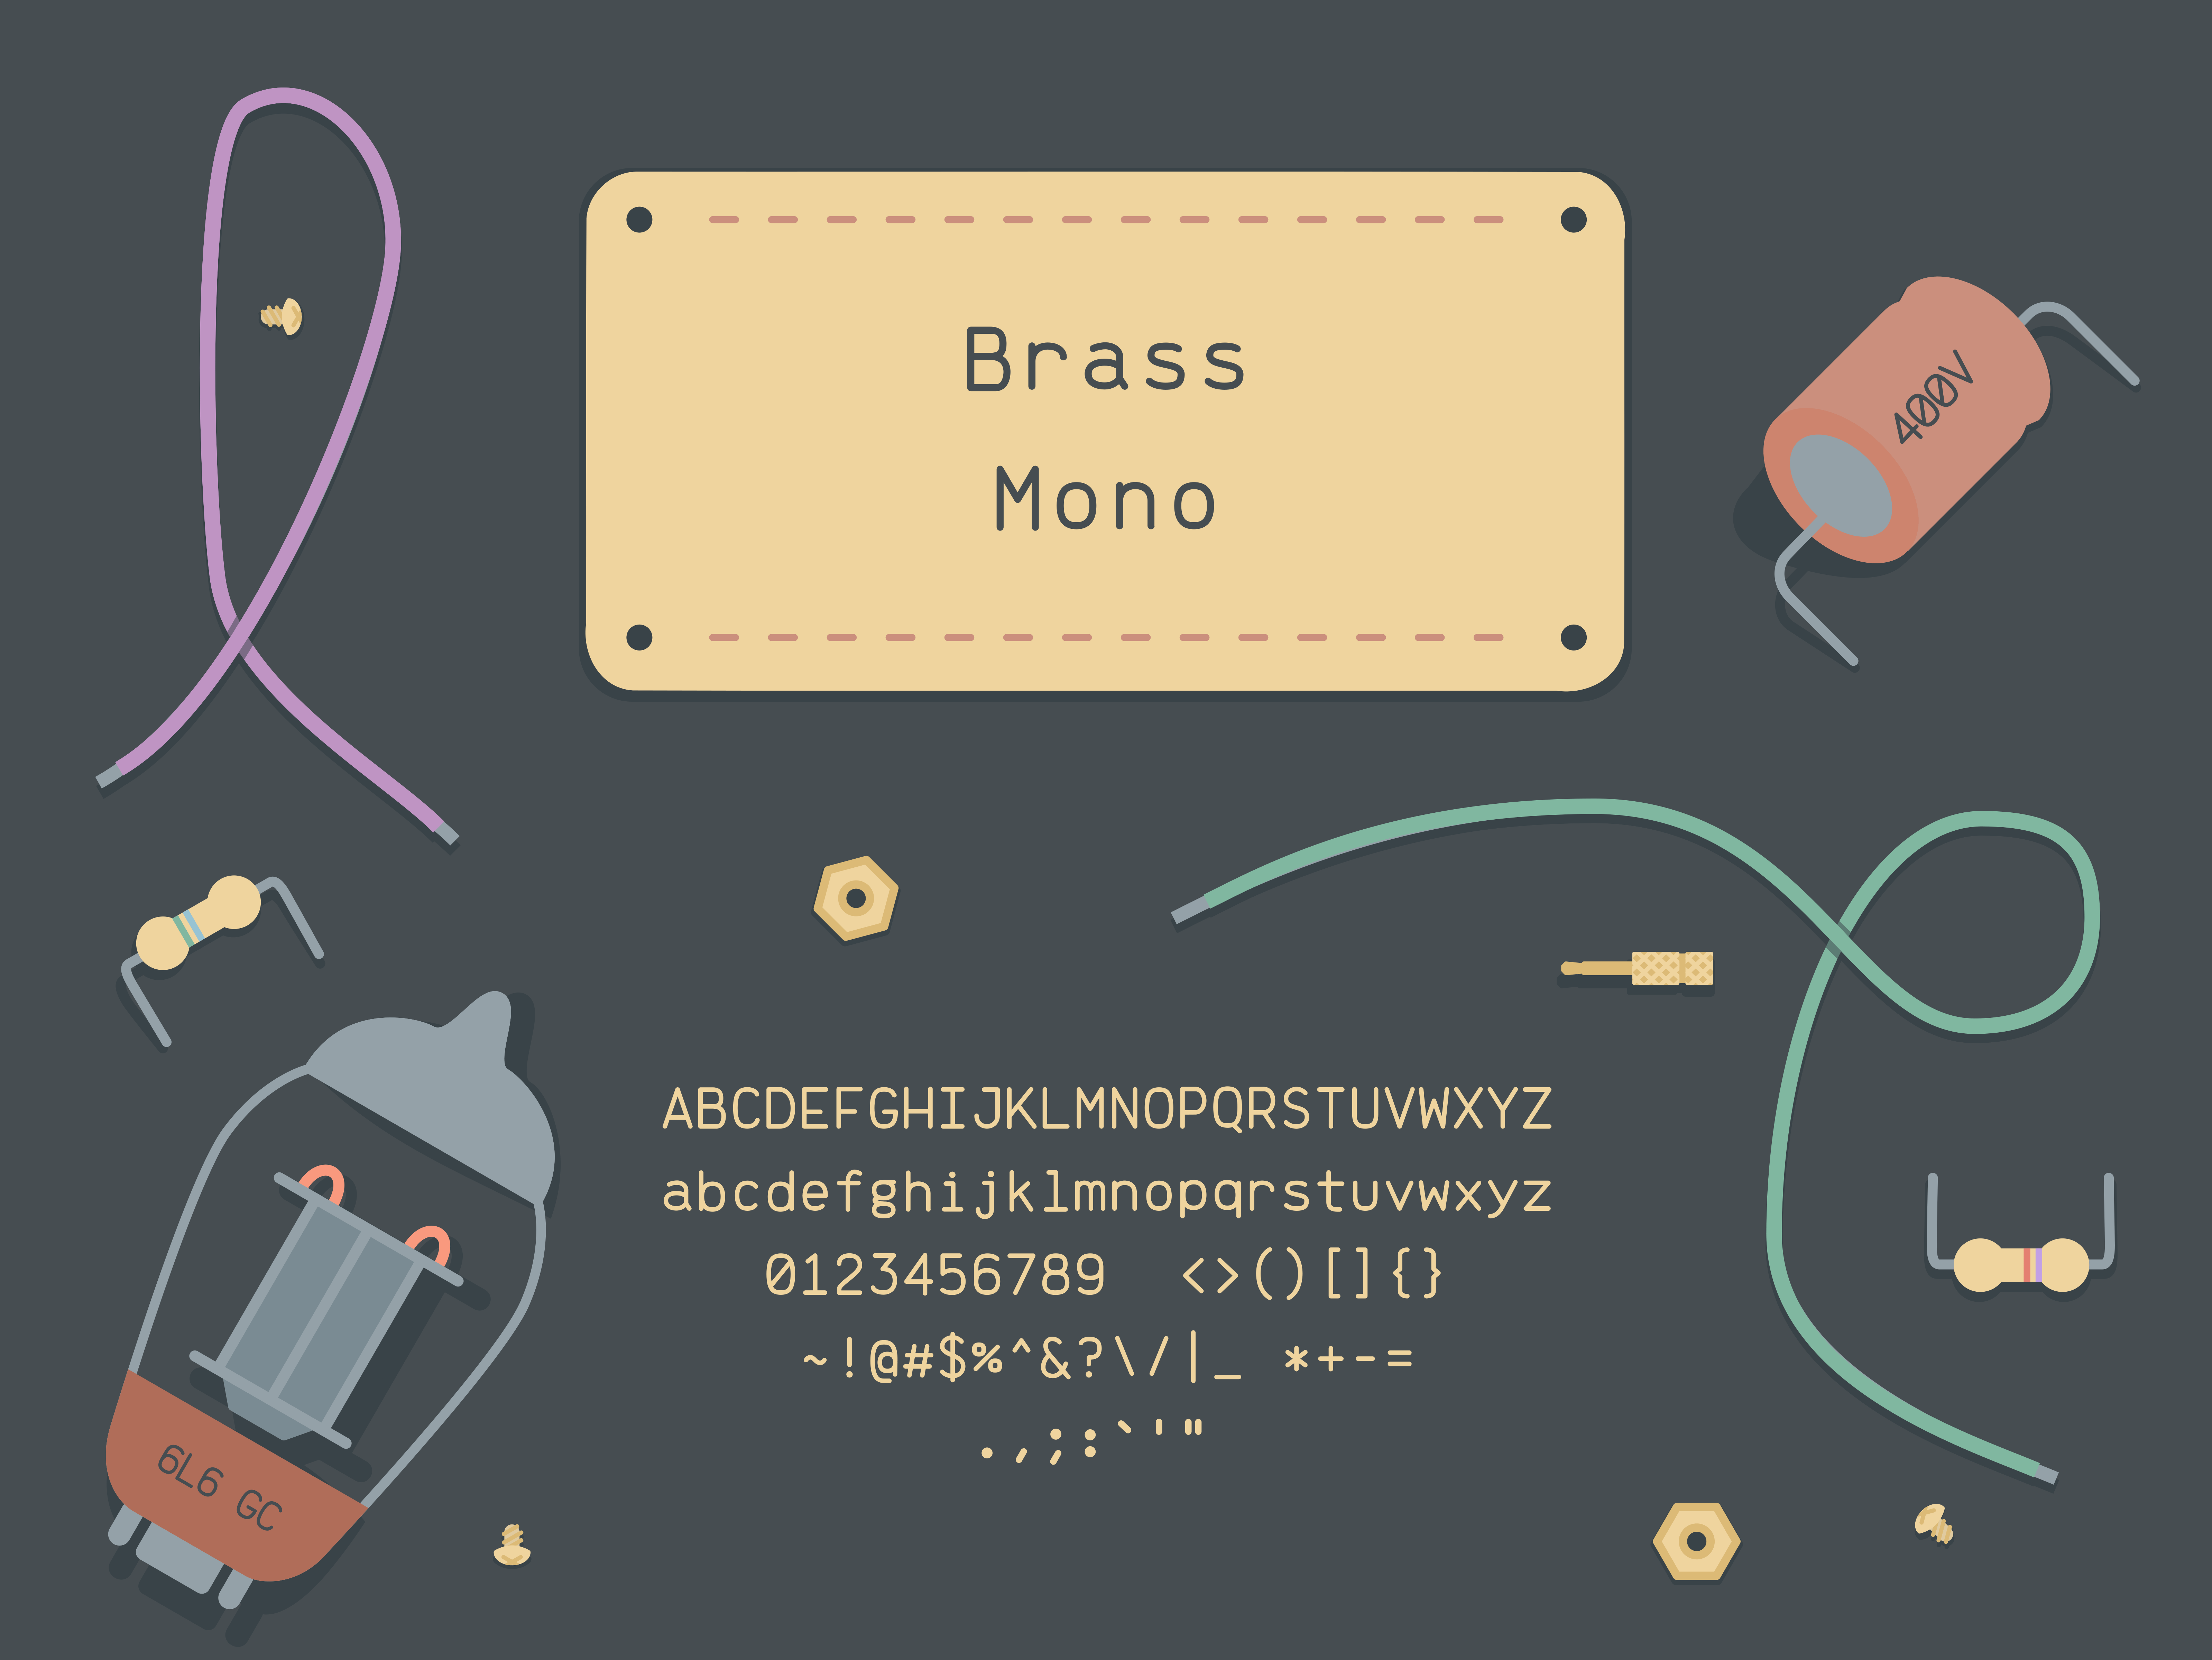 Brass
Mono
400V
ABCDEFGHIJKLMNOPQRSTUVWXYZ
abcdefghijklmnopqrstuvwxyz
0123456789 <>()[]{}
~!@#$%^&?\/|_ *+-=
.,;:`'"
6L6 GC